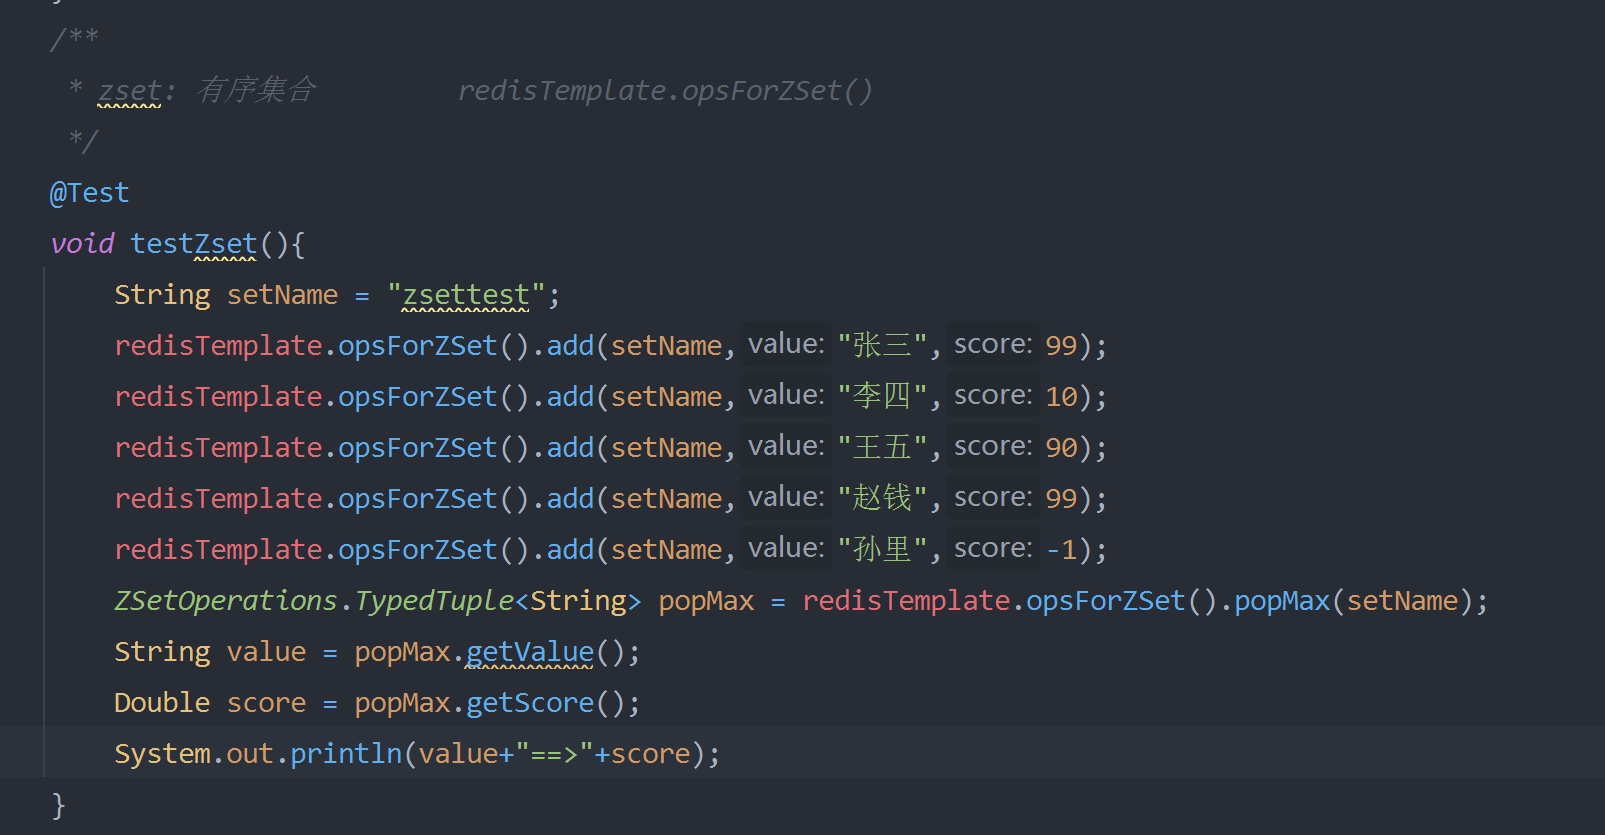 /**
* zset: 有序集合 redisTemplate.opsForZSet()
*/
@Test
void testZset(){
String setName = "zsettest";
redisTemplate.opsForZSet().add(setName, value: "张三", score: 99);
redisTemplate.opsForZSet().add(setName, value: "李四", score: 10);
redisTemplate.opsForZSet().add(setName, value: "王五", score: 90);
redisTemplate.opsForZSet().add(setName, value: "赵钱", score: 99);
redisTemplate.opsForZSet().add(setName, value: "孙里", score: -1);
ZSetOperations.TypedTuple<String> popMax = redisTemplate.opsForZSet().popMax(setName);
String value = popMax.getValue();
Double score = popMax.getScore();
System.out.println(value+"==>"+score);
}